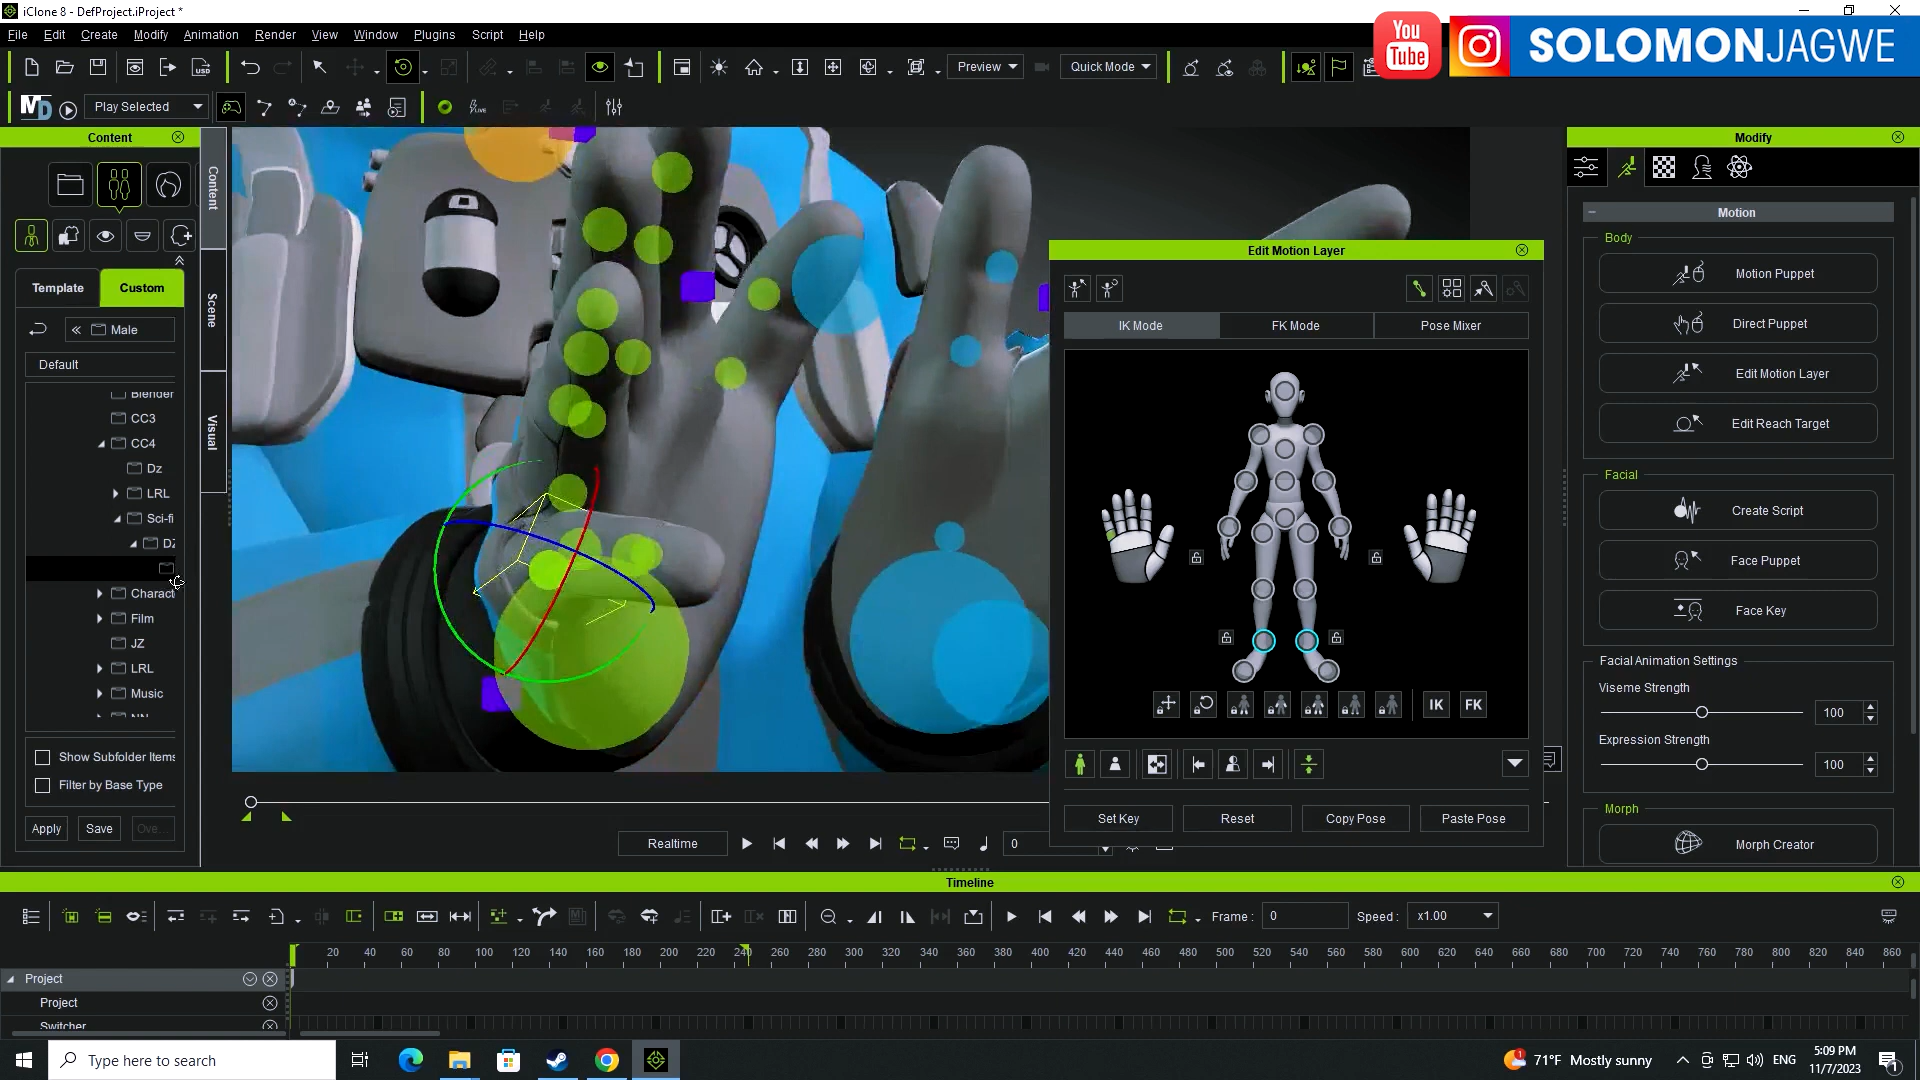 iClone 8 - DefProject.iProject *
File Edit Create Modify Animation Render View Window Plugins Script Help
You
Tube
SOLOMONJAGWE
USD
Preview
Quick Mode
MD
Play Selected
LIVE
Content
Content
Scene
Visual
Template
Custom
Male
Default
Blender
CC3
CC4
Dz
LRL
Sci-fi
DZ
Charact
Film
JZ
LRL
Music
Show Subfolder Items
Filter by Base Type
Apply
Save
Ove...
Edit Motion Layer
IK Mode
FK Mode
Pose Mixer
IK
FK
Set Key
Reset
Copy Pose
Paste Pose
Modify
Motion
Body
Motion Puppet
Direct Puppet
Edit Motion Layer
Edit Reach Target
Facial
Create Script
Face Puppet
Face Key
Facial Animation Settings
Viseme Strength
100
Expression Strength
100
Morph
Morph Creator
Realtime
0
Timeline
Frame : 0
Speed : x1.00
20 40 60 80 100 120 140 160 180 200 220 240 260 280 300 320 340 360 380 400 420 440 460 480 500 520 540 560 580 600 620 640 660 680 700 720 740 760 780 800 820 840 860
Project
Project
Switcher
Type here to search
1
71°F Mostly sunny
ENG
5:09 PM
11/7/2023
1